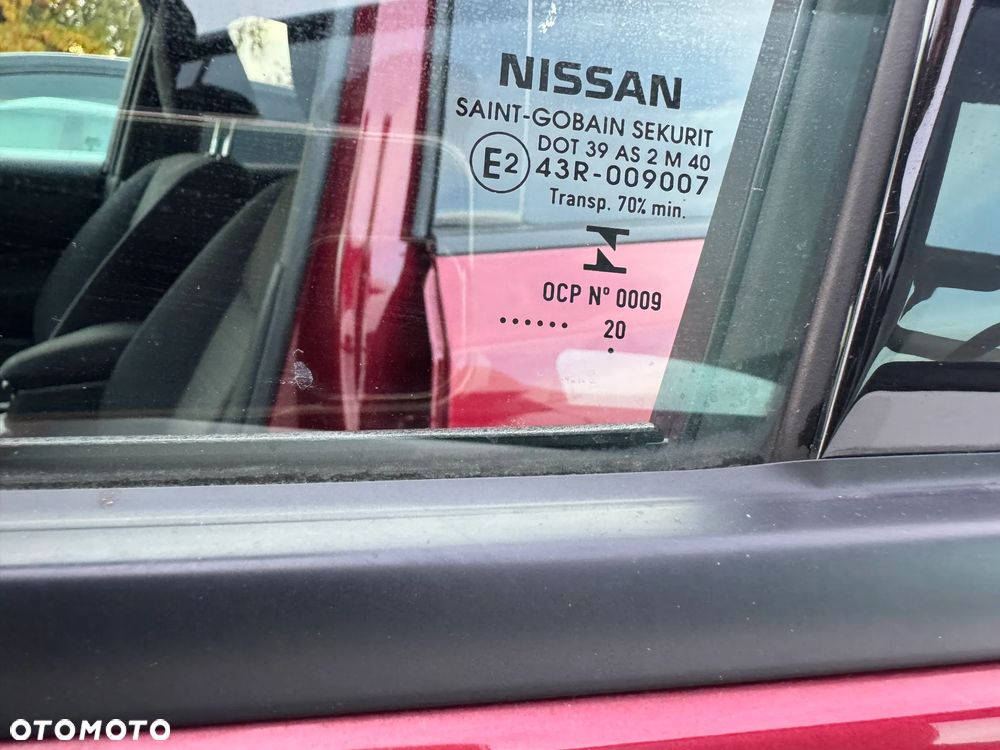 NISSAN
SAINT-GOBAIN SEKURIT
DOT 39 AS 2 M 40
E2 43R-009007
Transp. 70% min.
OCP Nº 0009
...... 20
.
OTOMOTO